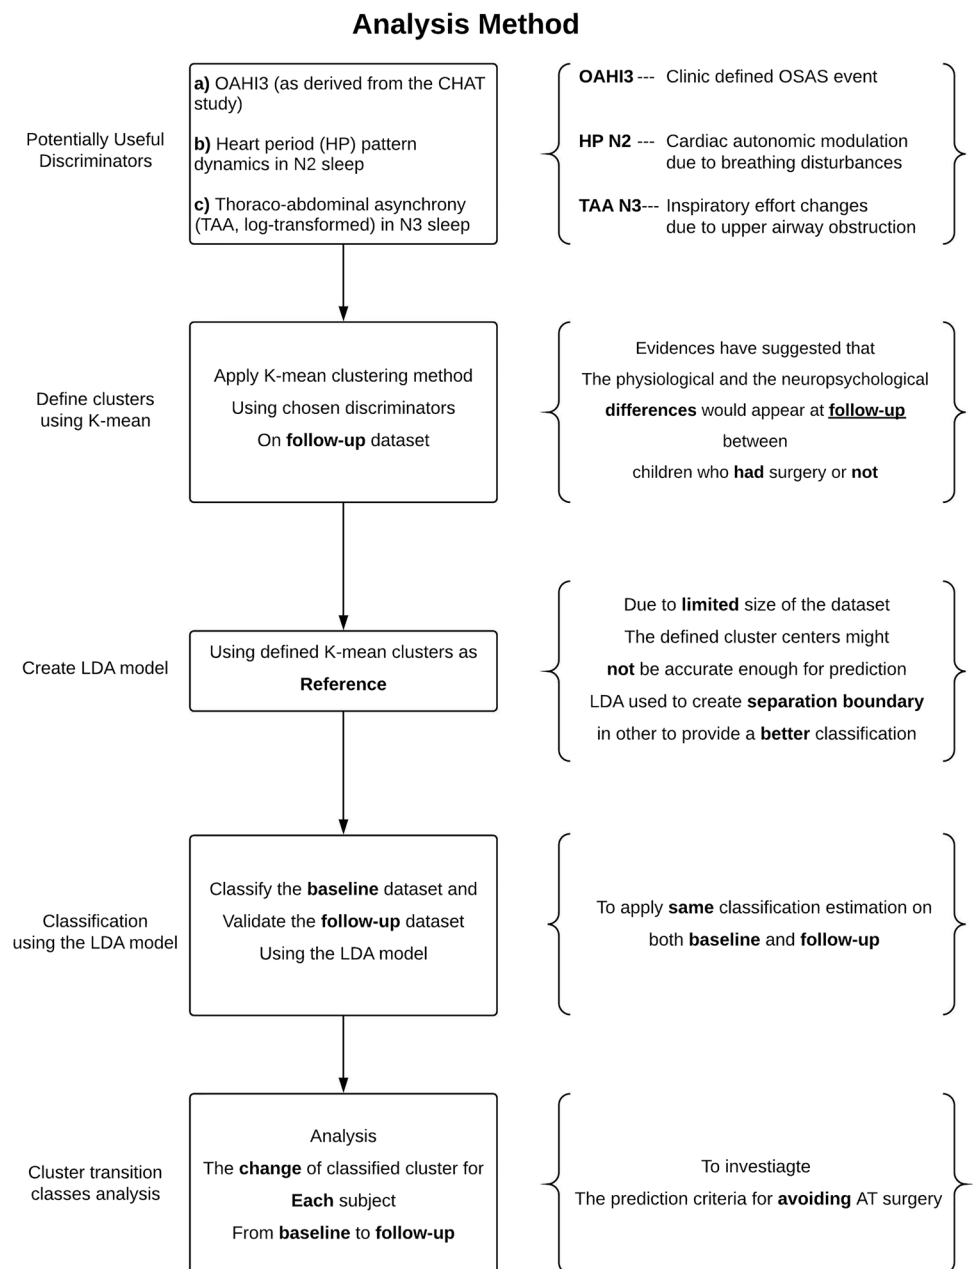 Analysis Method
Potentially Useful
Discriminators
a) OAHI3 (as derived from the CHAT
study)
b) Heart period (HP) pattern
dynamics in N2 sleep
c) Thoraco-abdominal asynchrony
(TAA, log-transformed) in N3 sleep
OAHI3 --- Clinic defined OSAS event
HP N2 --- Cardiac autonomic modulation
due to breathing disturbances
TAA N3--- Inspiratory effort changes
due to upper airway obstruction
Define clusters
using K-mean
Apply K-mean clustering method
Using chosen discriminators
On follow-up dataset
Evidences have suggested that
The physiological and the neuropsychological
differences would appear at follow-up
between
children who had surgery or not
Create LDA model
Using defined K-mean clusters as
Reference
Due to limited size of the dataset
The defined cluster centers might
not be accurate enough for prediction
LDA used to create separation boundary
in other to provide a better classification
Classification
using the LDA model
Classify the baseline dataset and
Validate the follow-up dataset
Using the LDA model
To apply same classification estimation on
both baseline and follow-up
Cluster transition
classes analysis
Analysis
The change of classified cluster for
Each subject
From baseline to follow-up
To investiagte
The prediction criteria for avoiding AT surgery